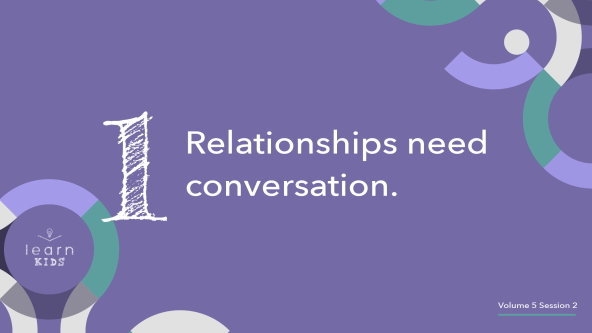 1
Relationships need
conversation.
learn
KIDS
Volume 5 Session 2